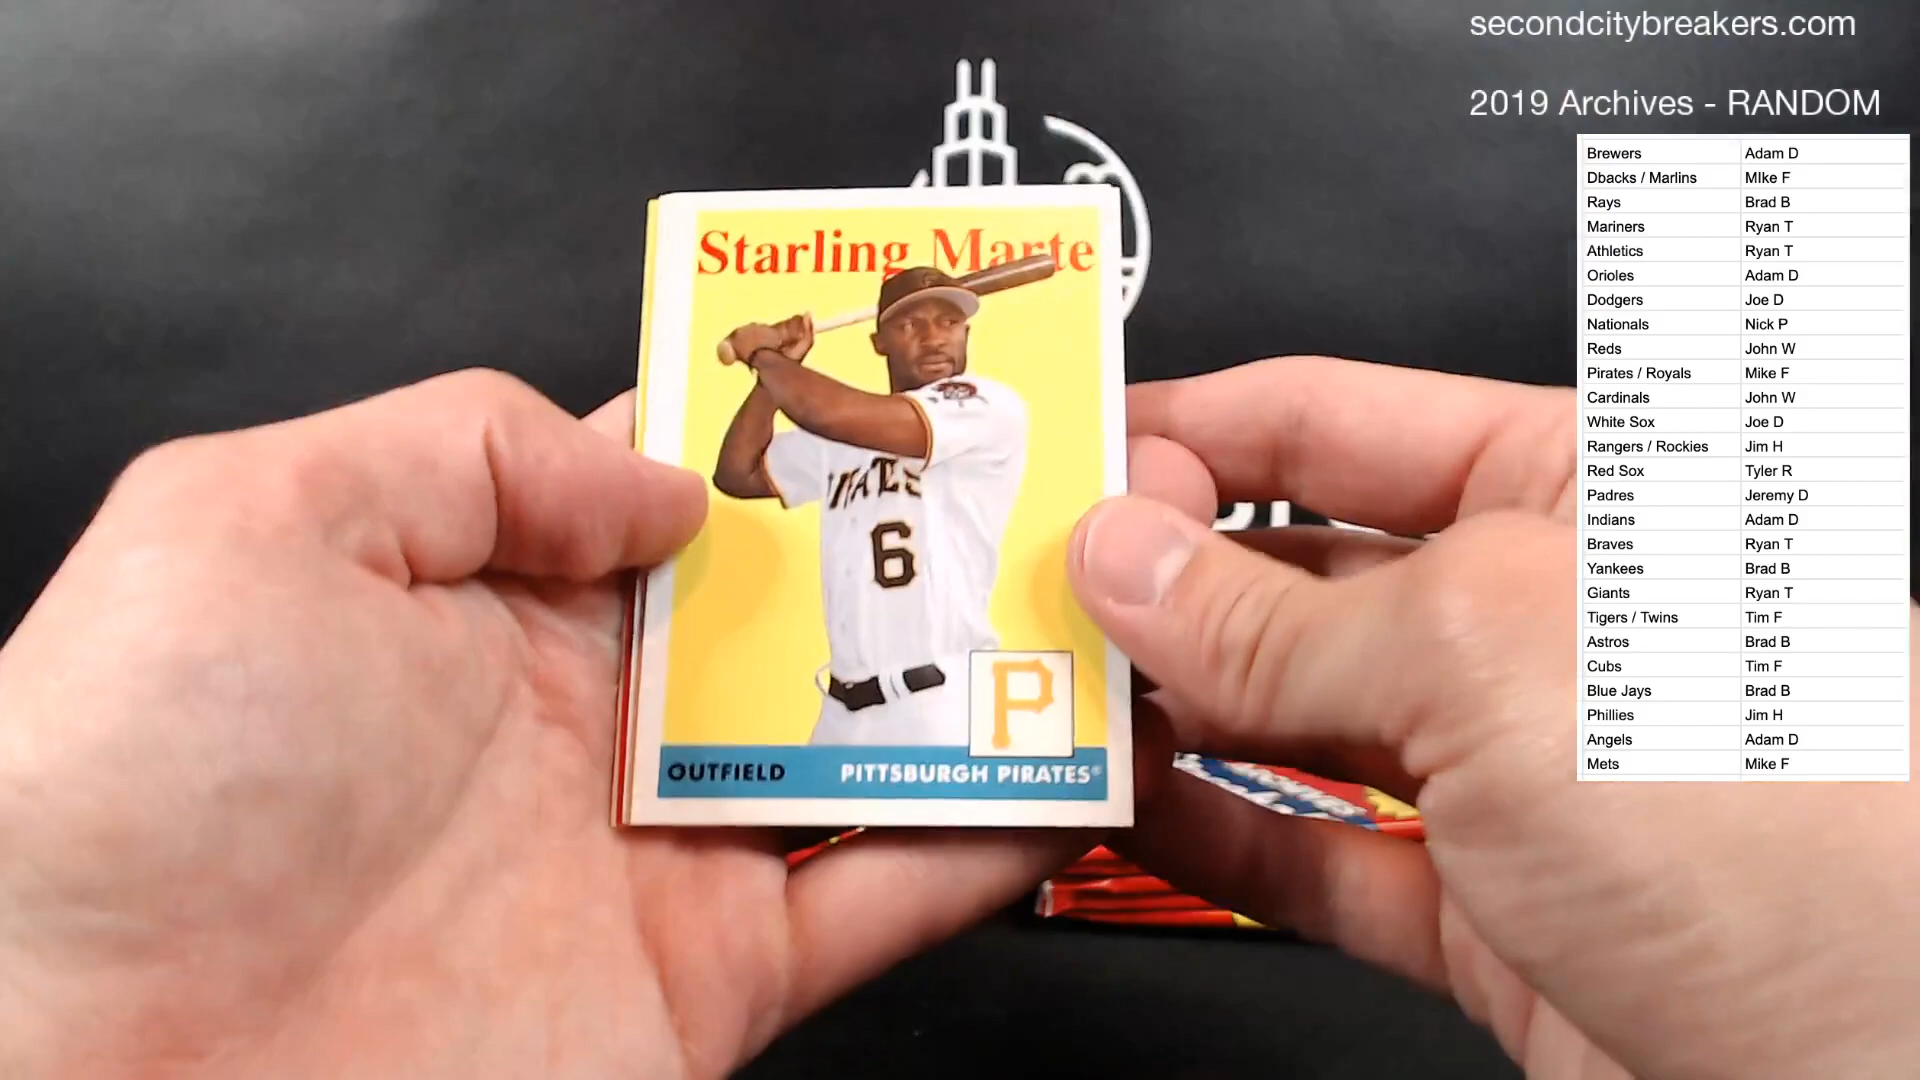 secondcitybreakers.com
2019 Archives - RANDOM
Brewers Adam D
Dbacks / Marlins MIke F
Rays Brad B
Mariners Ryan T
Athletics Ryan T
Orioles Adam D
Dodgers Joe D
Nationals Nick P
Reds John W
Pirates / Royals Mike F
Cardinals John W
White Sox Joe D
Rangers / Rockies Jim H
Red Sox Tyler R
Padres Jeremy D
Indians Adam D
Braves Ryan T
Yankees Brad B
Giants Ryan T
Tigers / Twins Tim F
Astros Brad B
Cubs Tim F
Blue Jays Brad B
Phillies Jim H
Angels Adam D
Mets Mike F
Starling Marte
PIRATES
6
P
OUTFIELD PITTSBURGH PIRATES®